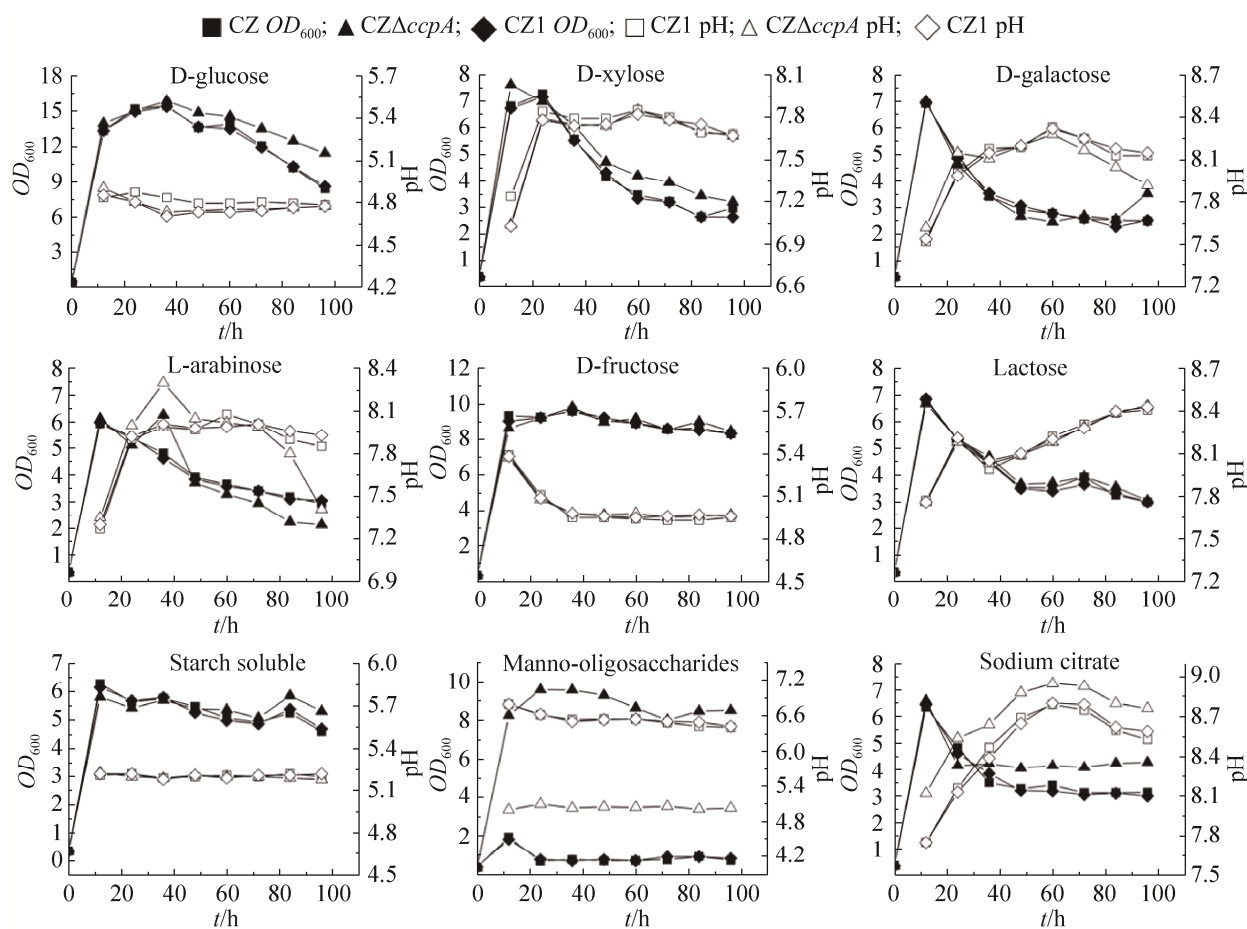 ■ CZ OD600; ▲ CZΔccpA; ◆ CZ1 OD600; □ CZ1 pH; △ CZΔccpA pH; ◇ CZ1 pH
D-glucose
18
15
12
9
6
3
OD600
5.7
5.4
5.1
4.8
4.5
4.2
pH
0 20 40 60 80 100
t/h
D-xylose
8
7
6
5
4
3
2
1
OD600
8.1
7.8
7.5
7.2
6.9
6.6
pH
0 20 40 60 80 100
t/h
D-galactose
8
7
6
5
4
3
2
1
OD600
8.7
8.4
8.1
7.8
7.5
7.2
pH
0 20 40 60 80 100
t/h
L-arabinose
8
7
6
5
4
3
2
1
OD600
8.4
8.1
7.8
7.5
7.2
6.9
pH
0 20 40 60 80 100
t/h
D-fructose
12
10
8
6
4
2
OD600
6.0
5.7
5.4
5.1
4.8
4.5
pH
0 20 40 60 80 100
t/h
Lactose
8
7
6
5
4
3
2
1
OD600
8.7
8.4
8.1
7.8
7.5
7.2
pH
0 20 40 60 80 100
t/h
Starch soluble
7
6
5
4
3
2
1
0
OD600
6.0
5.7
5.4
5.1
4.8
4.5
pH
0 20 40 60 80 100
t/h
Manno-oligosaccharides
10
8
6
4
2
OD600
7.2
6.6
6.0
5.4
4.8
4.2
pH
0 20 40 60 80 100
t/h
Sodium citrate
8
7
6
5
4
3
2
1
OD600
9.0
8.7
8.4
8.1
7.8
7.5
pH
0 20 40 60 80 100
t/h